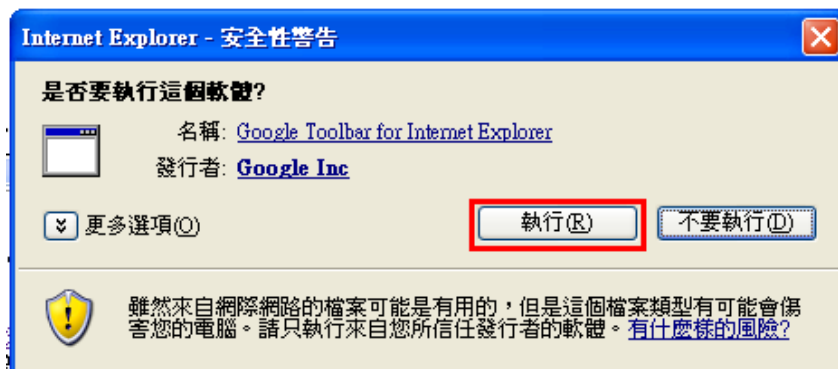 Internet Explorer - 安全性警告
是否要執行這個軟體?
名稱: Google Toolbar for Internet Explorer
發行者: Google Inc
更多選項(O)
執行(R)
不要執行(D)
雖然來自網際網路的檔案可能是有用的，但是這個檔案類型有可能會傷
害您的電腦。請只執行來自您所信任發行者的軟體。有什麼樣的風險?